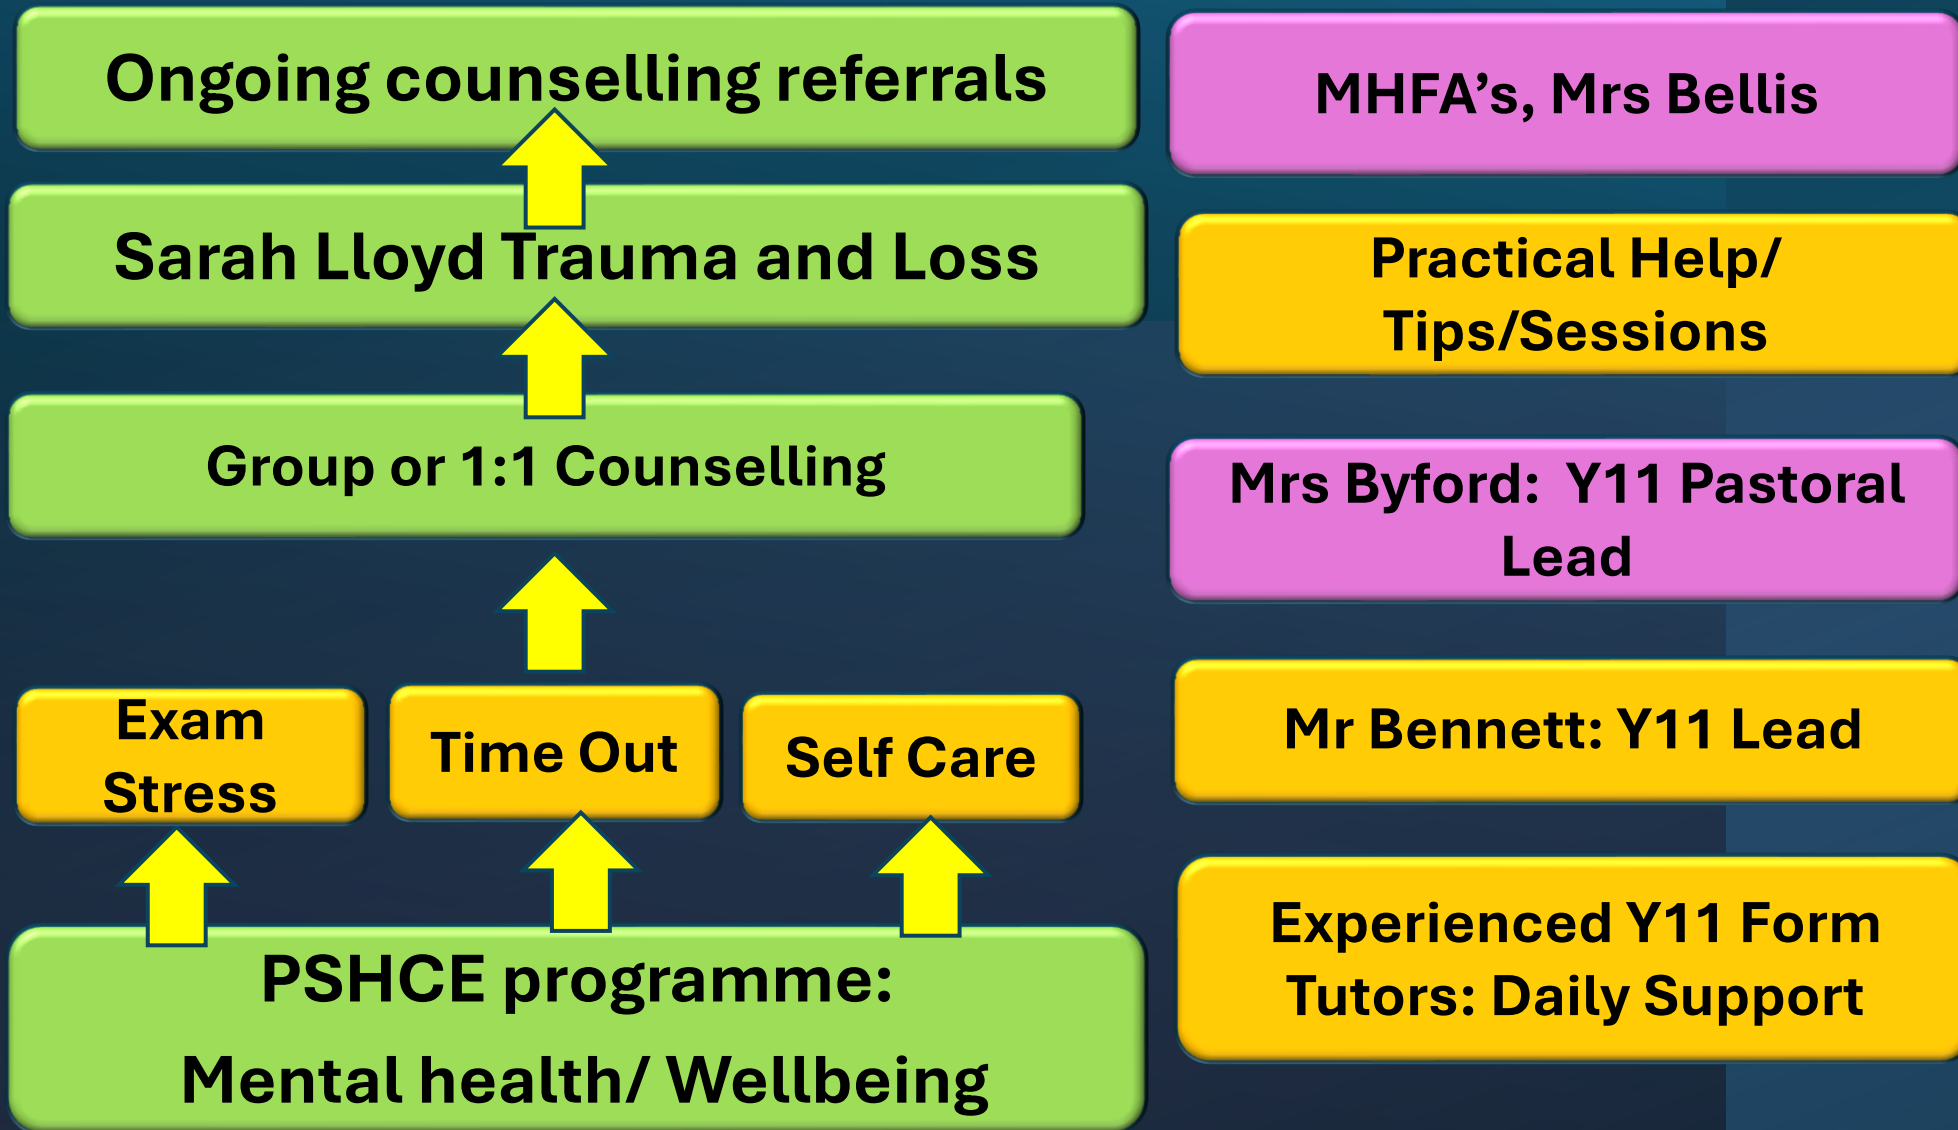 Ongoing counselling referrals
Sarah Lloyd Trauma and Loss
Group or 1:1 Counselling
Exam
Stress
Time Out
Self Care
PSHCE programme:
Mental health/ Wellbeing
MHFA’s, Mrs Bellis
Practical Help/
Tips/Sessions
Mrs Byford:  Y11 Pastoral
Lead
Mr Bennett: Y11 Lead
Experienced Y11 Form
Tutors: Daily Support